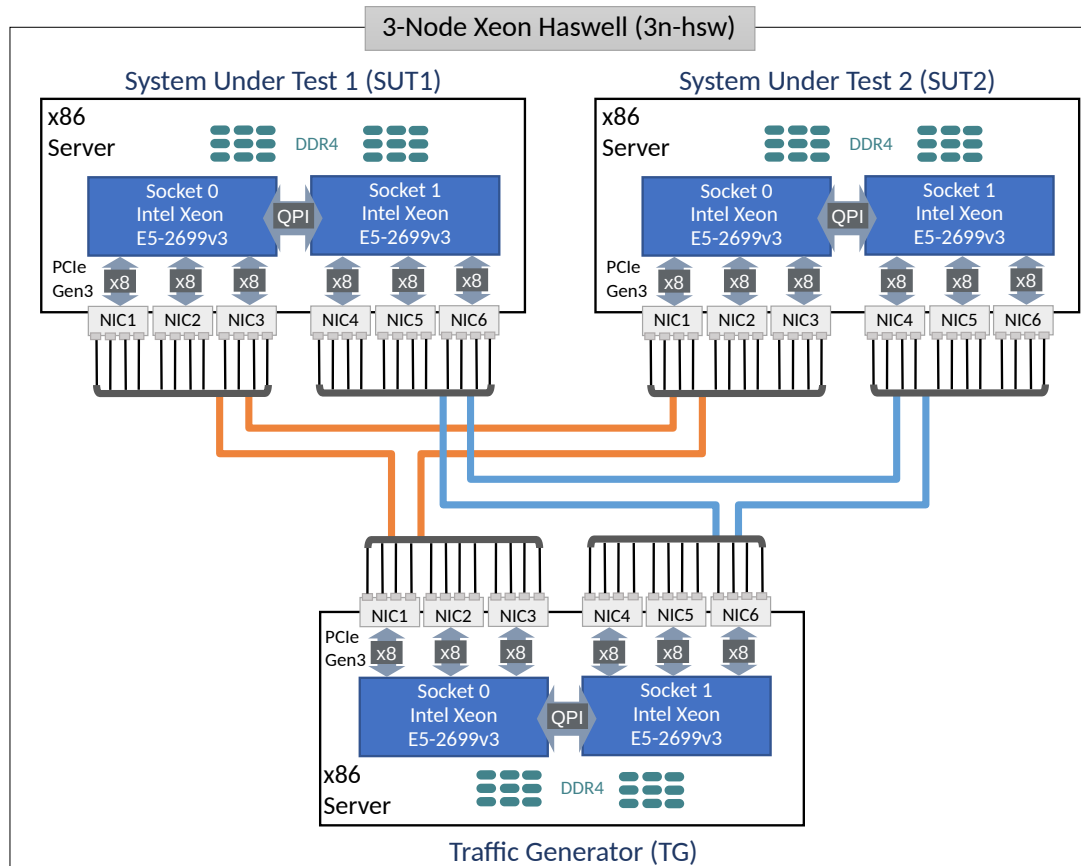 3-Node Xeon Haswell (3n-hsw)
System Under Test 1 (SUT1)
x86
Server
DDR4
Socket 0
Intel Xeon
E5-2699v3
QPI
Socket 1
Intel Xeon
E5-2699v3
PCIe
Gen3
x8
x8
x8
x8
x8
x8
NIC1
NIC2
NIC3
NIC4
NIC5
NIC6
System Under Test 2 (SUT2)
x86
Server
DDR4
Socket 0
Intel Xeon
E5-2699v3
QPI
Socket 1
Intel Xeon
E5-2699v3
PCIe
Gen3
x8
x8
x8
x8
x8
x8
NIC1
NIC2
NIC3
NIC4
NIC5
NIC6
NIC1
NIC2
NIC3
NIC4
NIC5
NIC6
PCIe
Gen3
x8
x8
x8
x8
x8
x8
Socket 0
Intel Xeon
E5-2699v3
QPI
Socket 1
Intel Xeon
E5-2699v3
x86
Server
DDR4
Traffic Generator (TG)